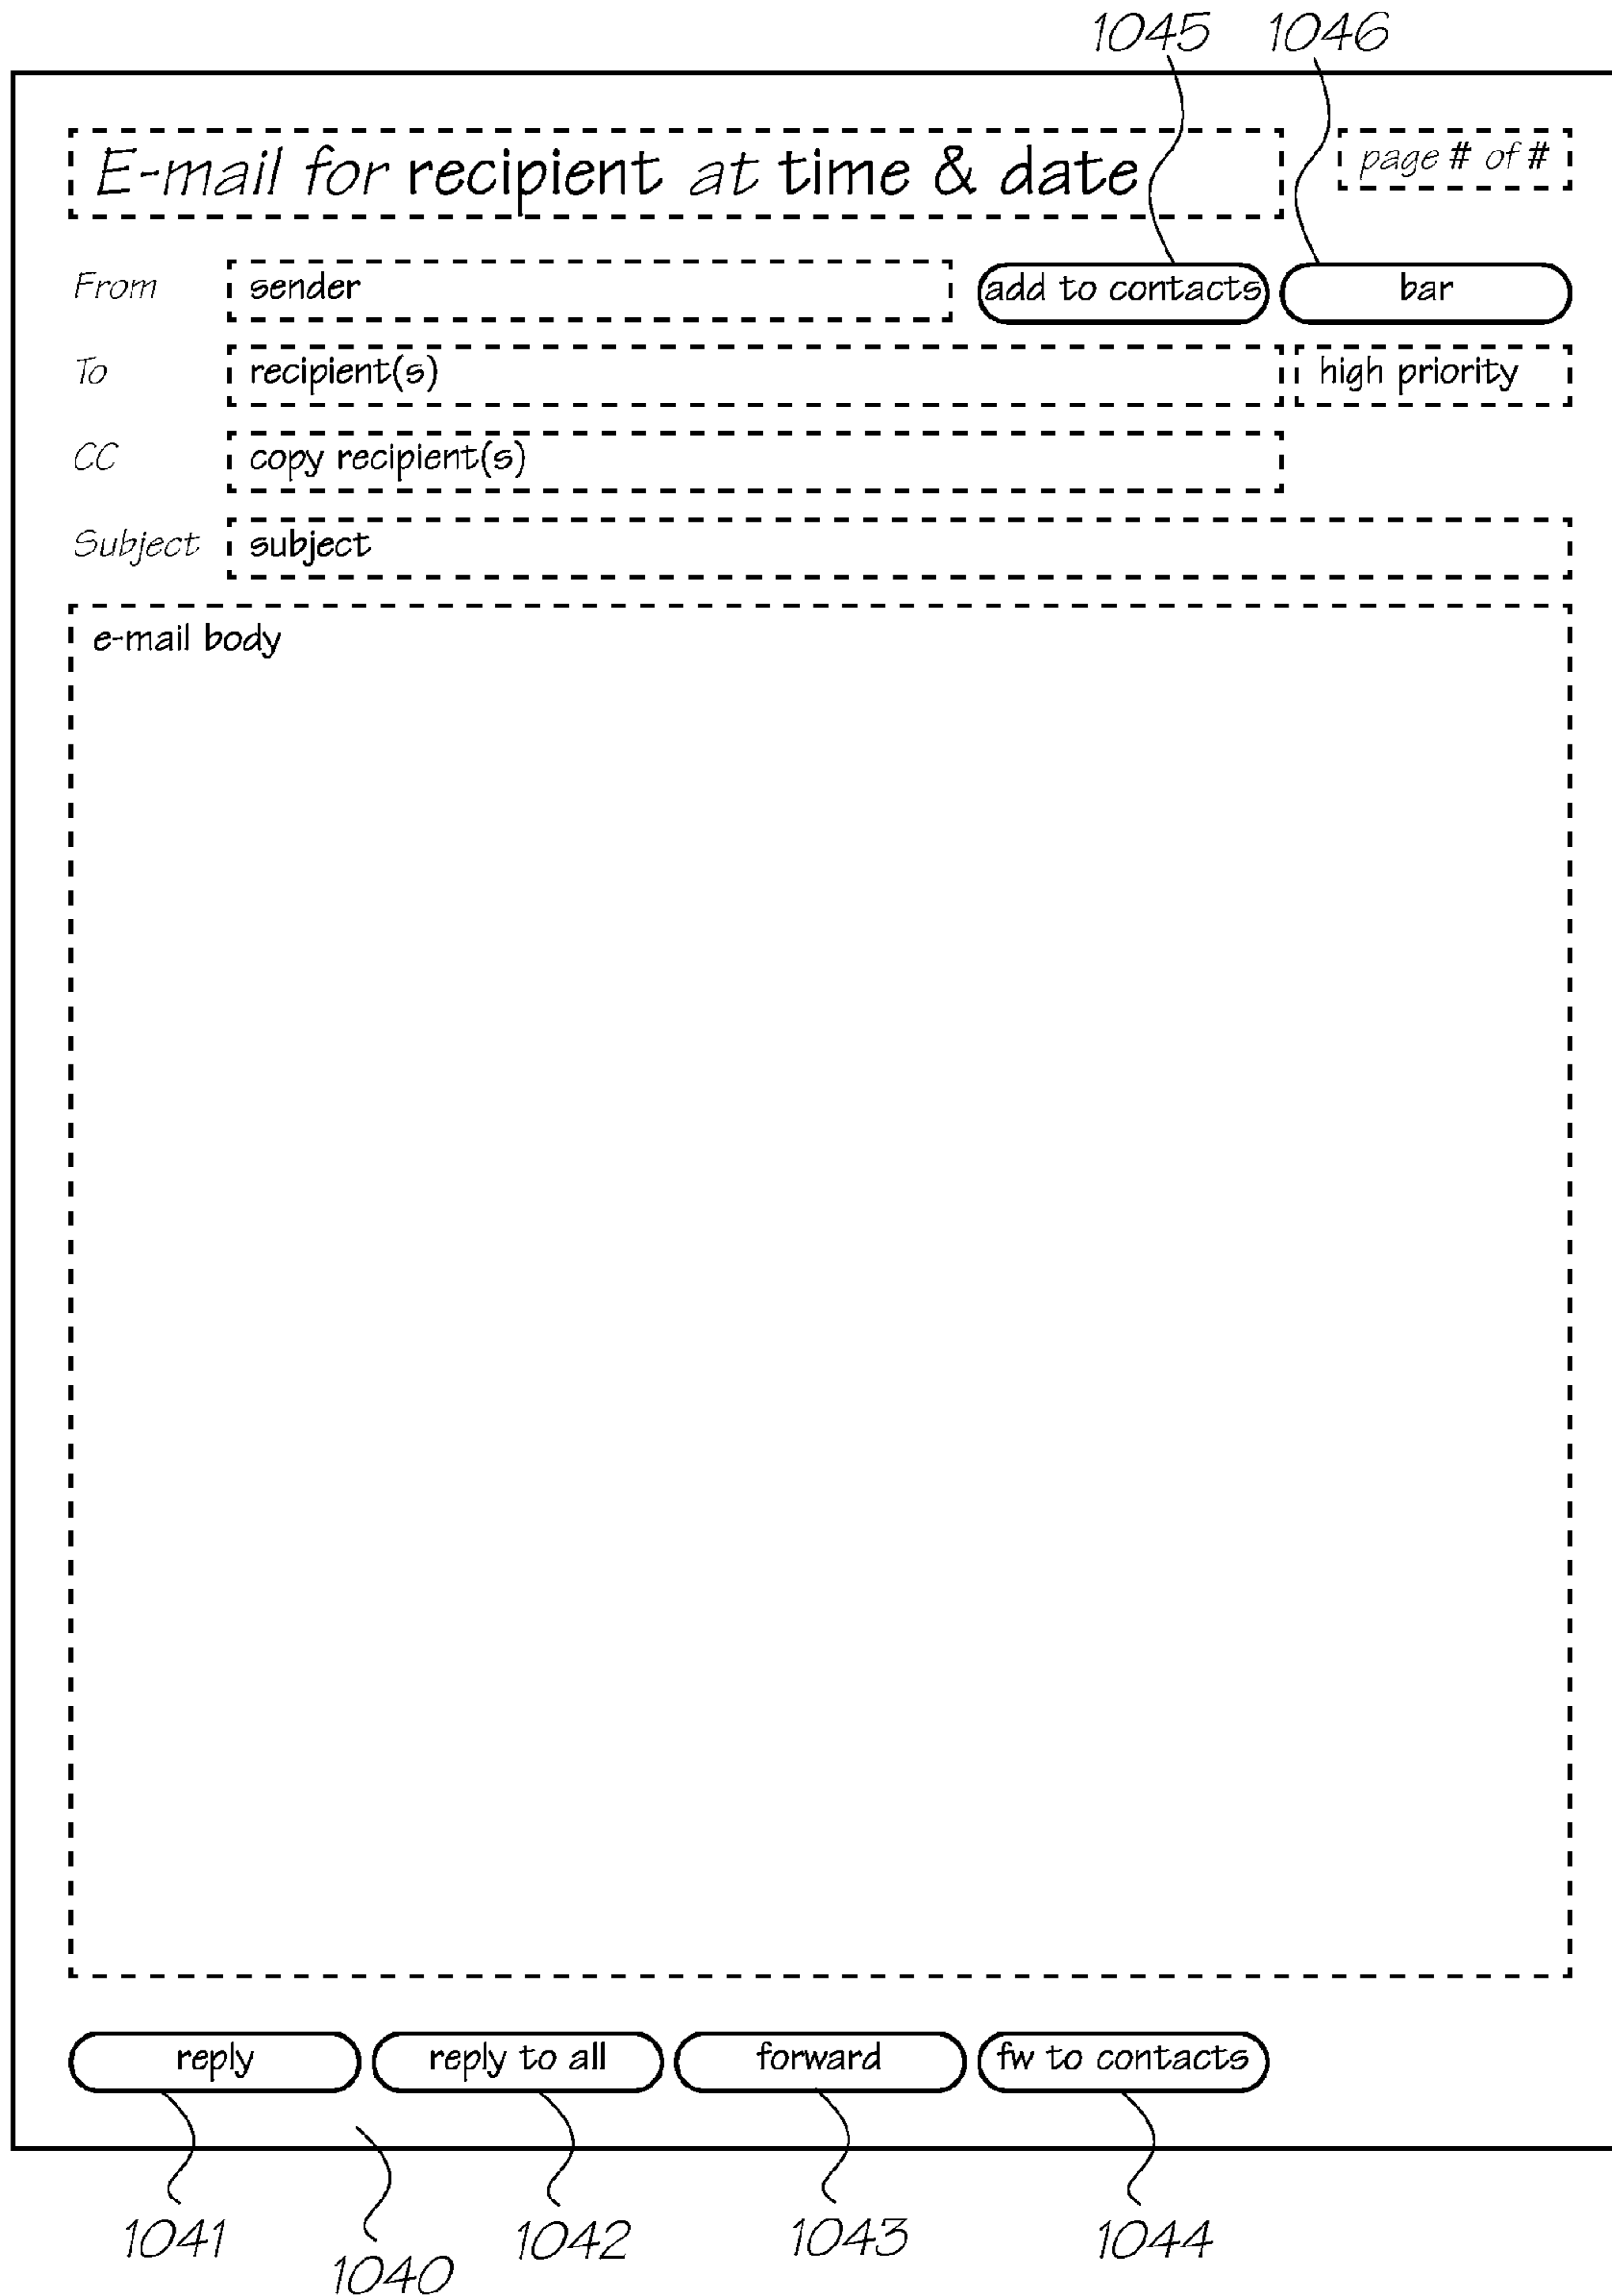 1045 1046
E-mail for recipient at time & date page # of #
From sender add to contacts bar
To recipient(s) high priority
CC copy recipient(s)
Subject subject
e-mail body
reply reply to all forward fw to contacts
1041 1042 1043 1044
1040